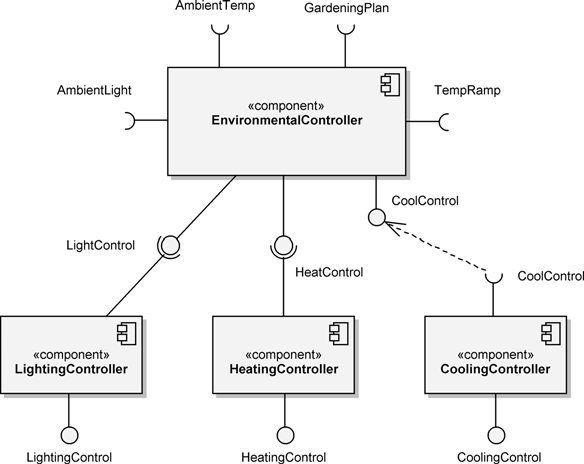 AmbientTemp
GardeningPlan
AmbientLight
TempRamp
«component»
EnvironmentalController
CoolControl
LightControl
HeatControl
CoolControl
«component»
LightingController
«component»
HeatingController
«component»
CoolingController
LightingControl
HeatingControl
CoolingControl